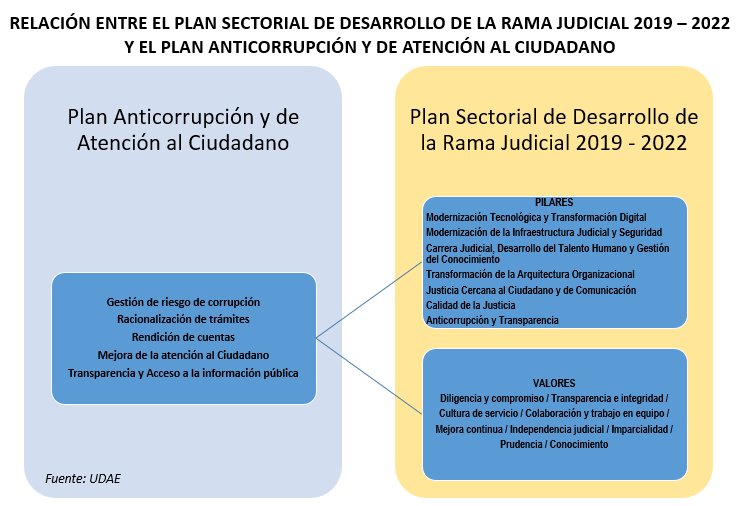 RELACIÓN ENTRE EL PLAN SECTORIAL DE DESARROLLO DE LA RAMA JUDICIAL 2019 – 2022
Y EL PLAN ANTICORRUPCIÓN Y DE ATENCIÓN AL CIUDADANO
Plan Anticorrupción y de
Atención al Ciudadano
Gestión de riesgo de corrupción
Racionalización de trámites
Rendición de cuentas
Mejora de la atención al Ciudadano
Transparencia y Acceso a la información pública
Fuente: UDAE
Plan Sectorial de Desarrollo de
la Rama Judicial 2019 - 2022
PILARES
Modernización Tecnológica y Transformación Digital
Modernización de la Infraestructura Judicial y Seguridad
Carrera Judicial, Desarrollo del Talento Humano y Gestión
del Conocimiento
Transformación de la Arquitectura Organizacional
Justicia Cercana al Ciudadano y de Comunicación
Calidad de la Justicia
Anticorrupción y Transparencia
VALORES
Diligencia y compromiso / Transparencia e integridad /
Cultura de servicio / Colaboración y trabajo en equipo /
Mejora continua / Independencia judicial / Imparcialidad /
Prudencia / Conocimiento